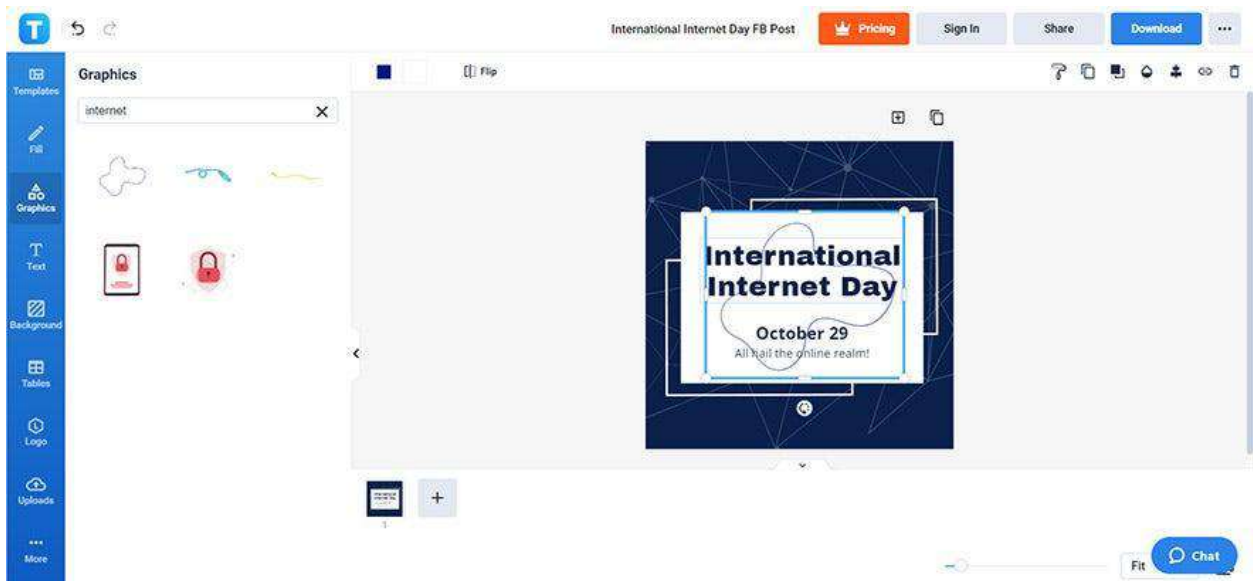 T
International Internet Day FB Post
Pricing
Sign In
Share
Download
Templates
Fill
Graphics
Text
Background
Tables
Logo
Uploads
More
Graphics
internet
Flip
International
Internet Day
October 29
All hail the online realm!
1
Fit
Chat